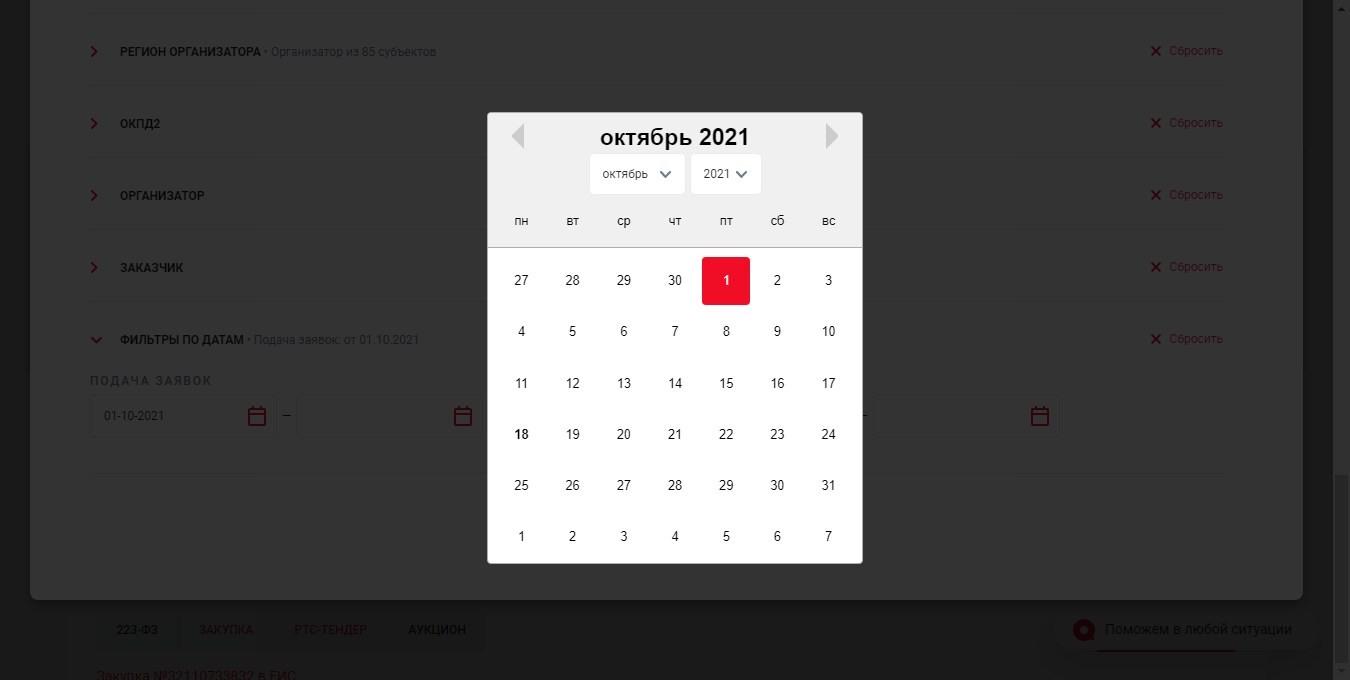 РЕГИОН ОРГАНИЗАТОРА • Организатор из 85 субъектов
Сбросить
ОКПД2
Сбросить
ОРГАНИЗАТОР
Сбросить
ЗАКАЗЧИК
Сбросить
ФИЛЬТРЫ ПО ДАТАМ • Подача заявок: от 01.10.2021
Сбросить
ПОДАЧА ЗАЯВОК
01-10-2021 –
октябрь 2021
октябрь 2021
пн вт ср чт пт сб вс
27 28 29 30 1 2 3
4 5 6 7 8 9 10
11 12 13 14 15 16 17
18 19 20 21 22 23 24
25 26 27 28 29 30 31
1 2 3 4 5 6 7
223-ФЗ ЗАКУПКА РТС-ТЕНДЕР АУКЦИОН
Поможем в любой ситуации
Закупка №32110733832 в ЕИС